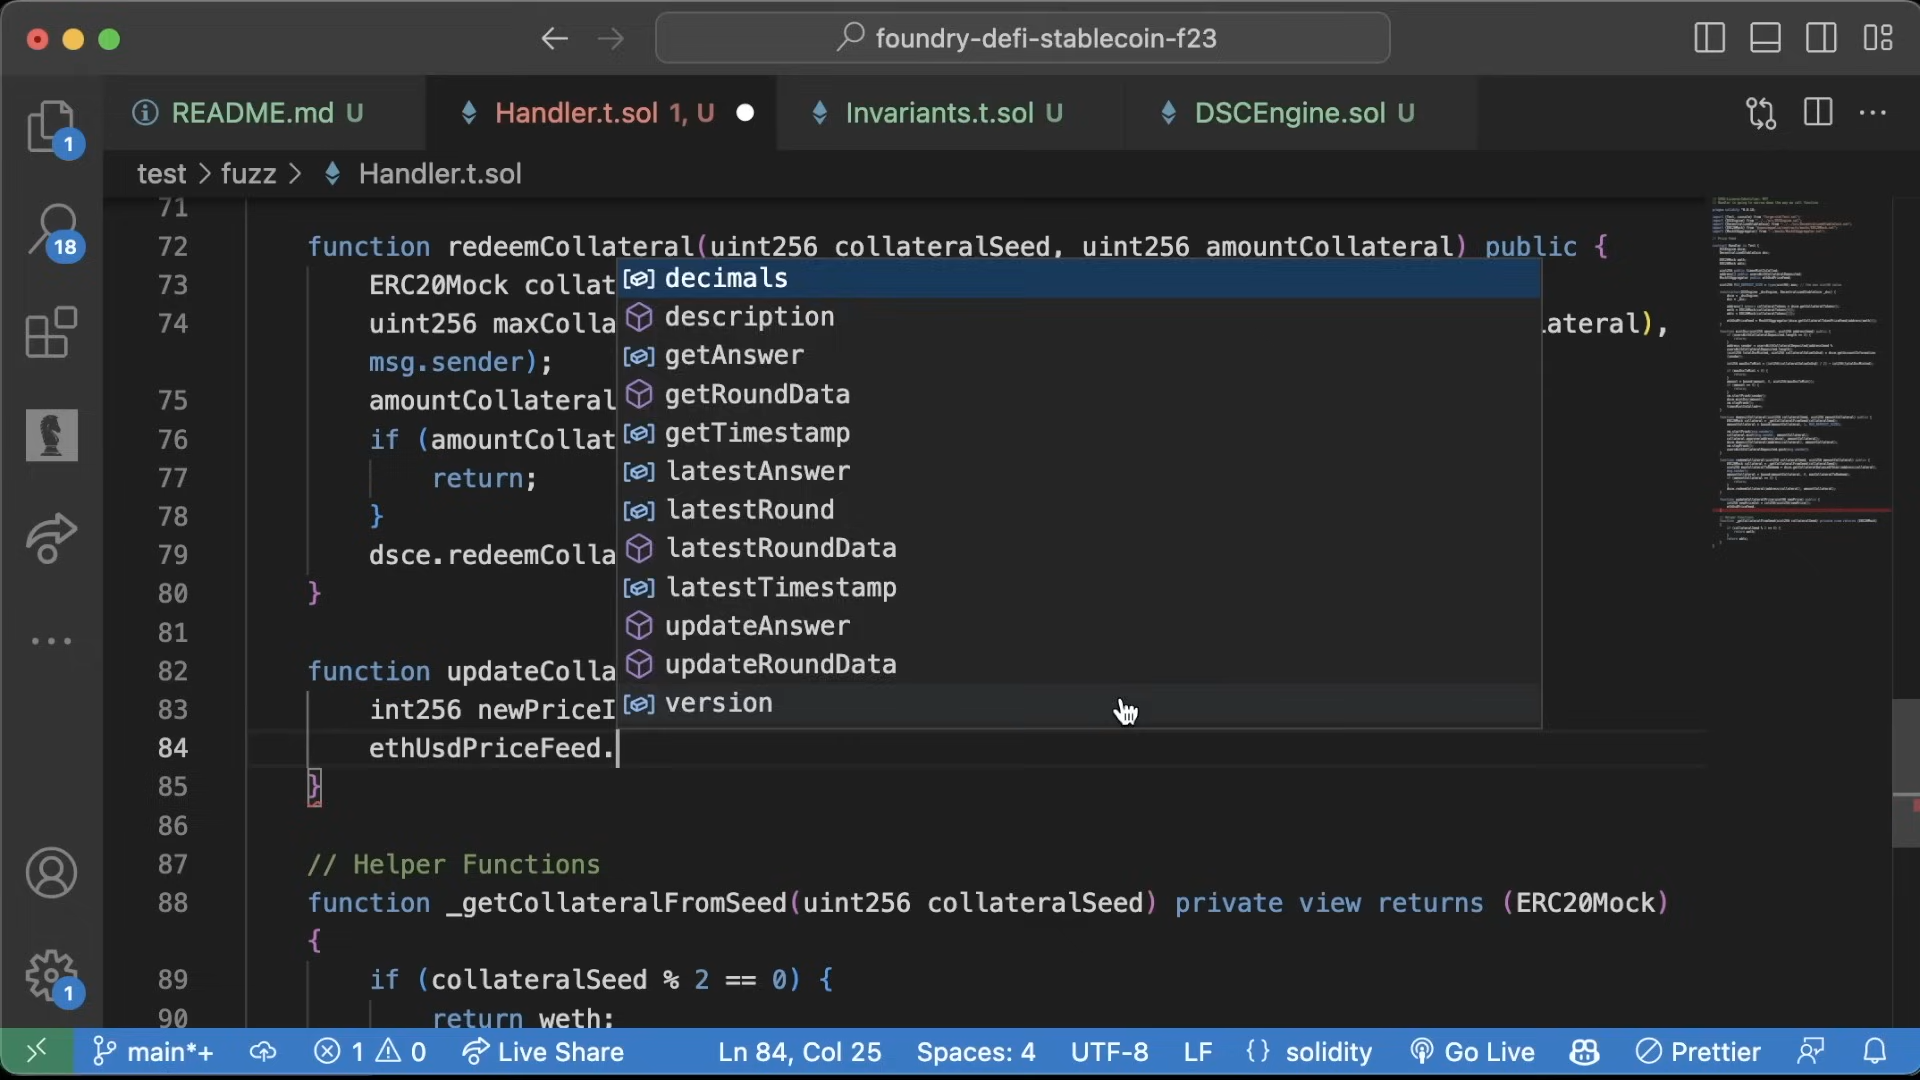 foundry-defi-stablecoin-f23
README.md U
Handler.t.sol 1, U
Invariants.t.sol U
DSCEngine.sol U
test > fuzz > Handler.t.sol
71
72 function redeemCollateral(uint256 collateralSeed, uint256 amountCollateral) public {
73 ERC20Mock collat
74 uint256 maxColla
lateral),
msg.sender);
75 amountCollateral
76 if (amountCollat
77 return;
78 }
79 dsce.redeemColla
80 }
81
82 function updateColla
83 int256 newPriceI
84 ethUsdPriceFeed.
85 }
86
87 // Helper Functions
88 function _getCollateralFromSeed(uint256 collateralSeed) private view returns (ERC20Mock)
{
89 if (collateralSeed % 2 == 0) {
90 return weth;
decimals
description
getAnswer
getRoundData
getTimestamp
latestAnswer
latestRound
latestRoundData
latestTimestamp
updateAnswer
updateRoundData
version
1
18
1
main*+
1 0
Live Share
Ln 84, Col 25
Spaces: 4
UTF-8
LF
{} solidity
Go Live
Prettier